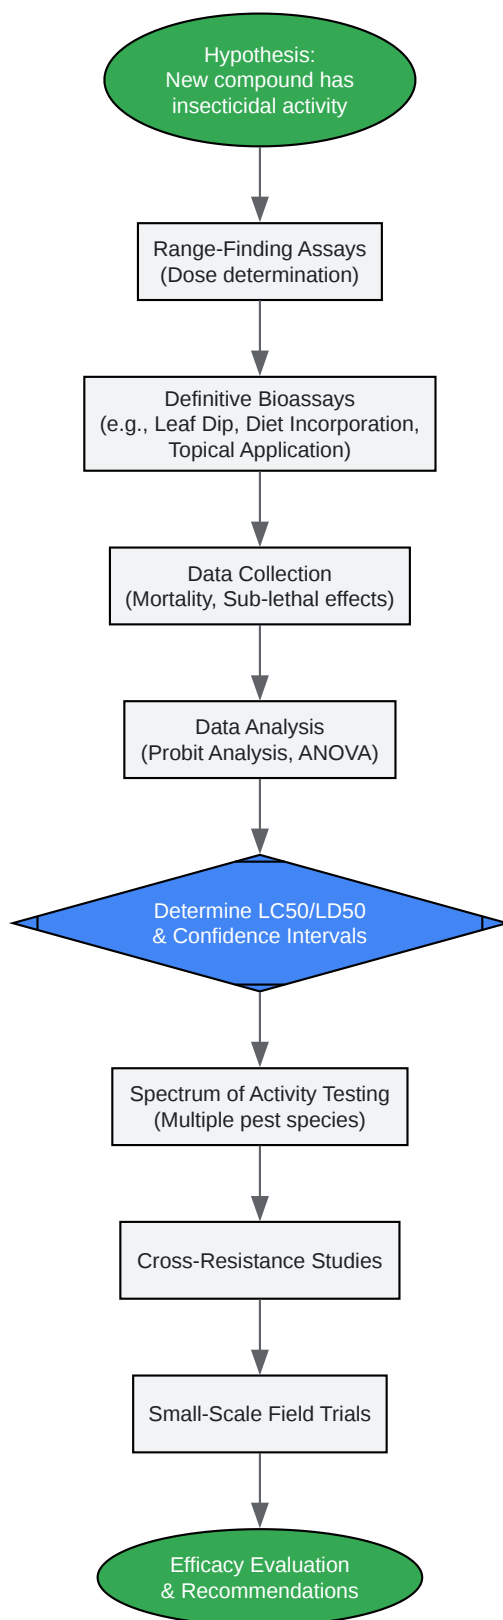 Hypothesis:
New compound has
insecticidal activity
Range-Finding Assays
(Dose determination)
Definitive Bioassays
(e.g., Leaf Dip, Diet Incorporation,
Topical Application)
Data Collection
(Mortality, Sub-lethal effects)
Data Analysis
(Probit Analysis, ANOVA)
Determine LC50/LD50
& Confidence Intervals
Spectrum of Activity Testing
(Multiple pest species)
Cross-Resistance Studies
Small-Scale Field Trials
Efficacy Evaluation
& Recommendations